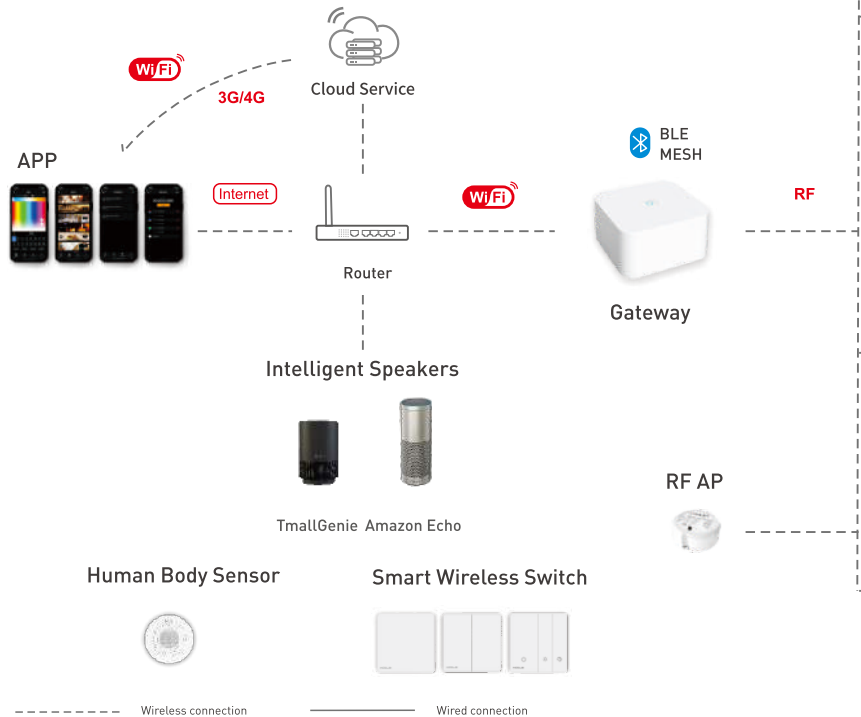 WiFi
3G/4G
Cloud Service
BLE
MESH
APP
Internet
WiFi
RF
Router
Gateway
Intelligent Speakers
RF AP
TmallGenie Amazon Echo
Human Body Sensor
Smart Wireless Switch
Wireless connection
Wired connection